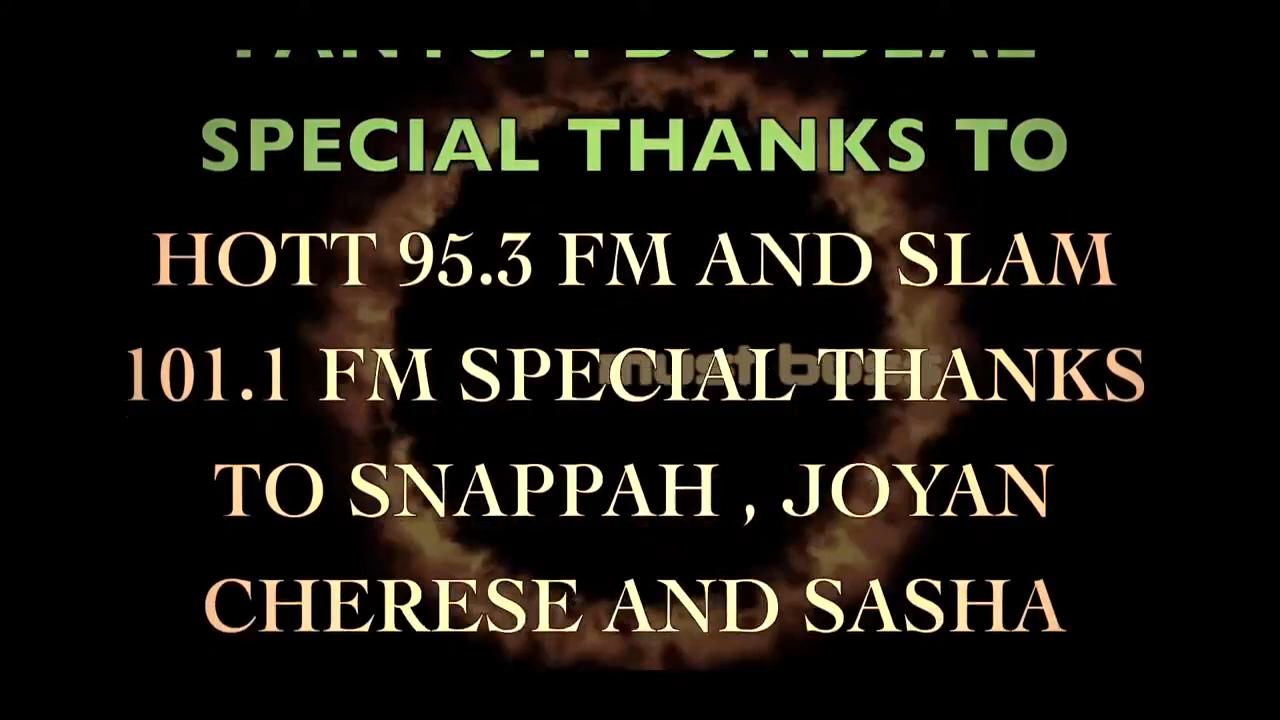 SPECIAL THANKS TO
HOTT 95.3 FM AND SLAM
101.1 FM SPECIAL THANKS
TO SNAPPAH , JOYAN
CHERESE AND SASHA